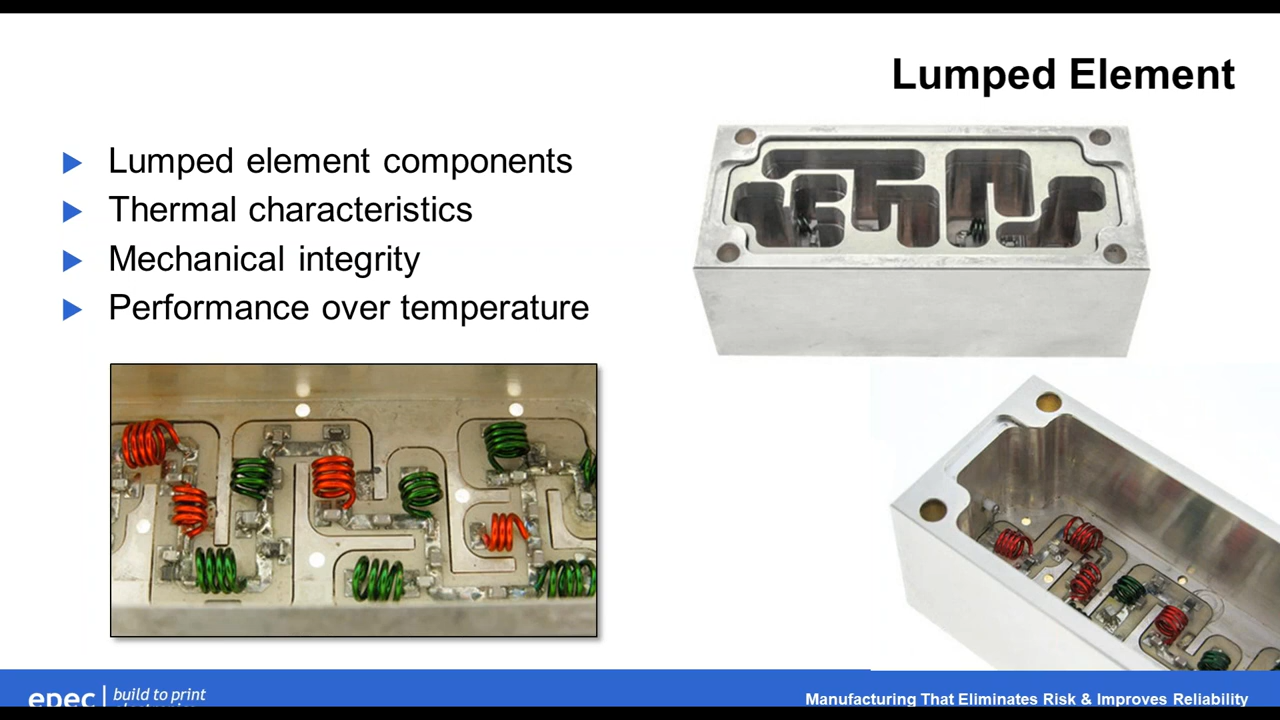 Lumped Element
Lumped element components
Thermal characteristics
Mechanical integrity
Performance over temperature
epec
build to print
Manufacturing That Eliminates Risk & Improves Reliability